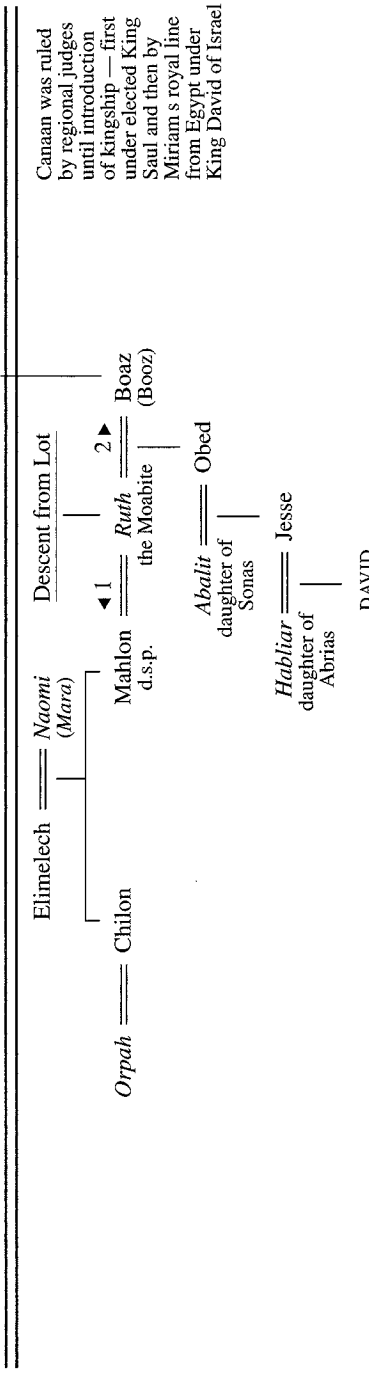 Canaan was ruled
by regional judges
until introduction
of kingship — first
under elected King
Saul and then by
Miriam s royal line
from Egypt under
King David of Israel
Elimelech Naomi
(Mara)
Descent from Lot
Orpah Chilon Mahlon ◄ 1 Ruth 2 ► Boaz
d.s.p. the Moabite (Booz)
Abalit Obed
daughter of
Sonas
Habliar Jesse
daughter of
Abrias
DAVID